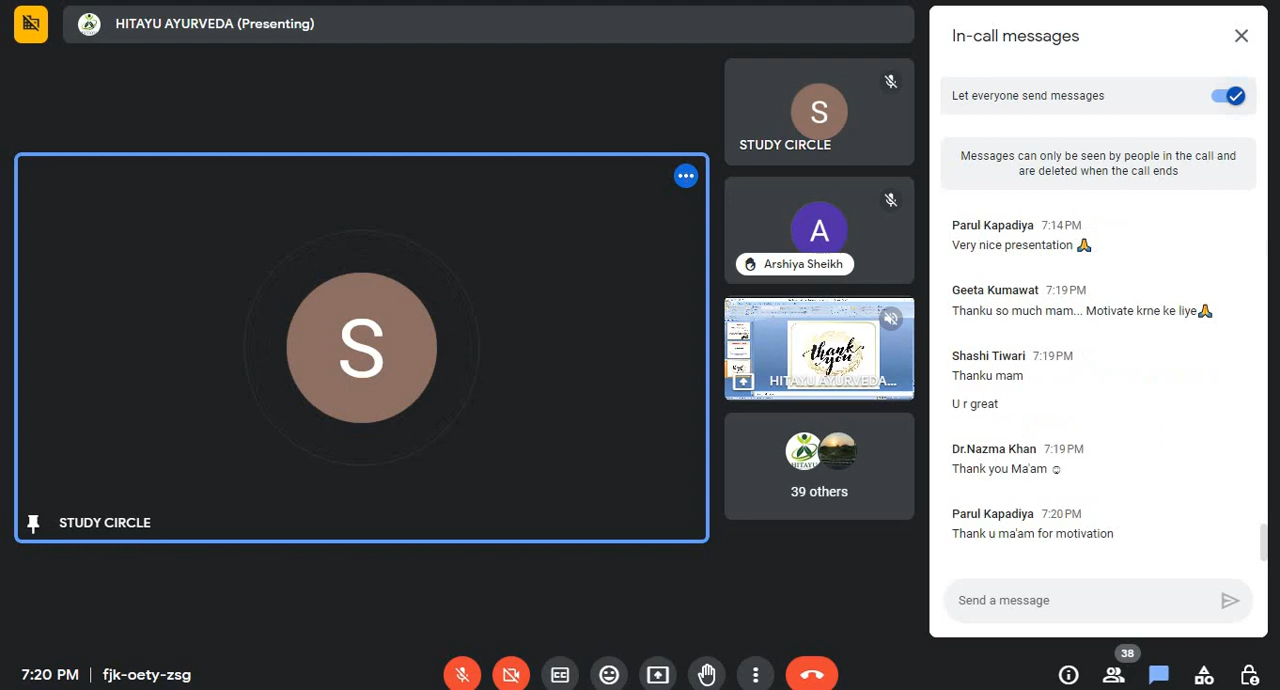 HITAYU AYURVEDA (Presenting)
S
STUDY CIRCLE
S
STUDY CIRCLE
A
Arshiya Sheikh
thank you
HITAYU AYURVEDA...
HITAYU
39 others
In-call messages
Let everyone send messages
Messages can only be seen by people in the call and
are deleted when the call ends
Parul Kapadiya 7:14 PM
Very nice presentation 🙏
Geeta Kumawat 7:19 PM
Thanku so much mam... Motivate krne ke liye🙏
Shashi Tiwari 7:19 PM
Thanku mam
U r great
Dr.Nazma Khan 7:19 PM
Thank you Ma'am ☺
Parul Kapadiya 7:20 PM
Thank u ma'am for motivation
Send a message
7:20 PM | fjk-oety-zsg
CC
38